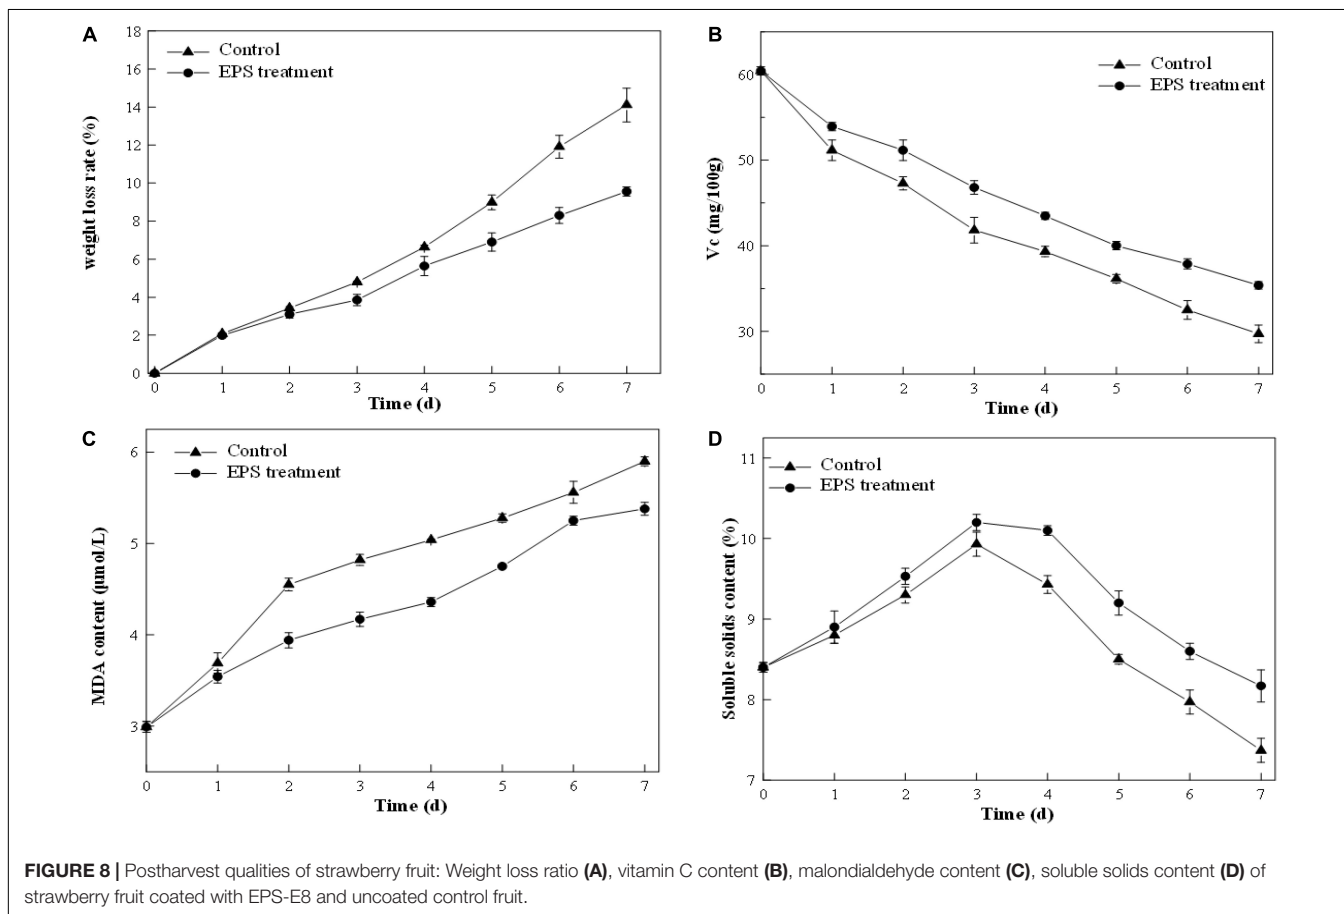 A
Control
EPS treatment
18
16
14
12
10
8
6
4
2
0
weight loss rate (%)
0 1 2 3 4 5 6 7
Time (d)
B
Control
EPS treatment
60
50
40
30
Vc (mg/100g)
0 1 2 3 4 5 6 7
Time (d)
C
Control
EPS treatment
6
5
4
3
MDA content (μmol/L)
0 1 2 3 4 5 6 7
Time (d)
D
Control
EPS treatment
11
10
9
8
7
Soluble solids content (%)
0 1 2 3 4 5 6 7
Time (d)
FIGURE 8 | Postharvest qualities of strawberry fruit: Weight loss ratio (A), vitamin C content (B), malondialdehyde content (C), soluble solids content (D) of
strawberry fruit coated with EPS-E8 and uncoated control fruit.